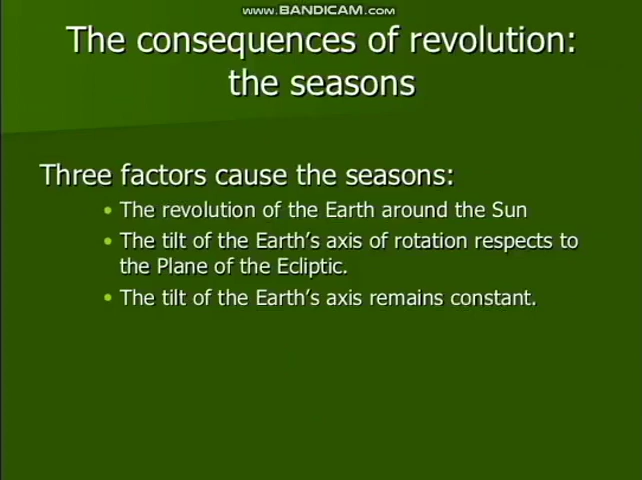 www.BANDICAM.com
The consequences of revolution:
the seasons
Three factors cause the seasons:
• The revolution of the Earth around the Sun
• The tilt of the Earth’s axis of rotation respects to
the Plane of the Ecliptic.
• The tilt of the Earth’s axis remains constant.